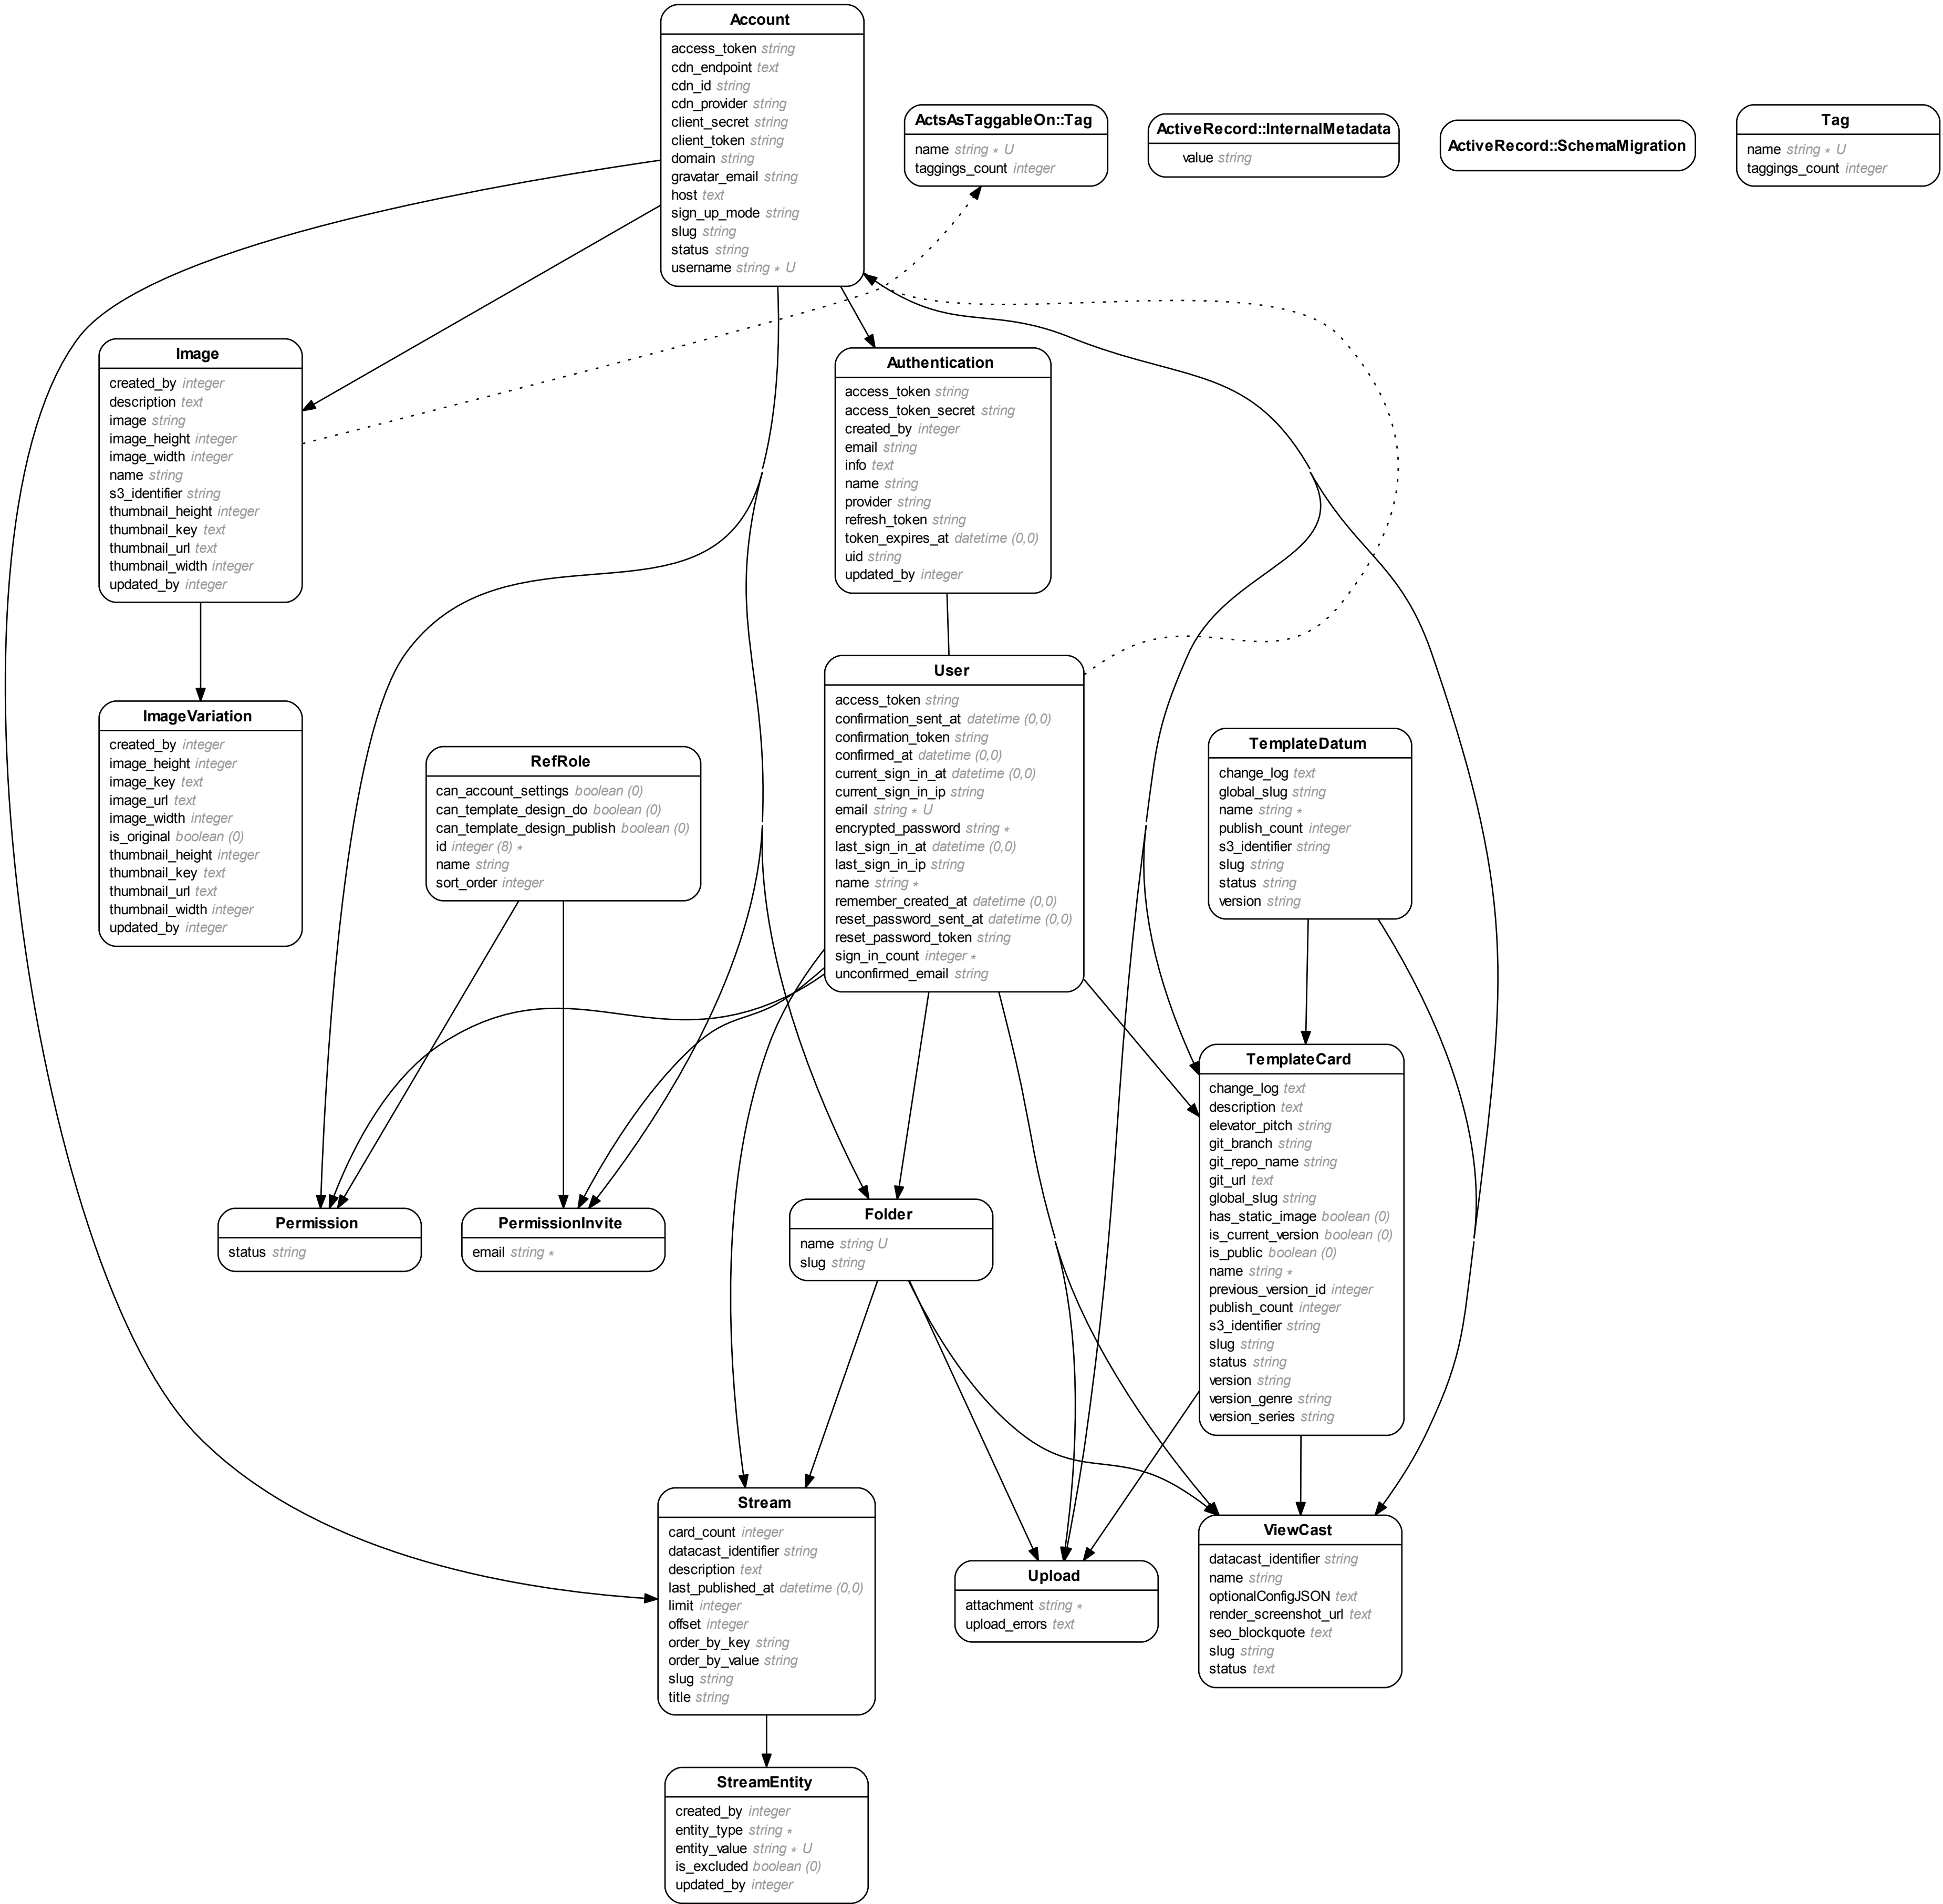 Account
access_token string
cdn_endpoint text
cdn_id string
cdn_provider string
client_secret string
client_token string
domain string
gravatar_email string
host text
sign_up_mode string
slug string
status string
username string ∗ U
ActsAsTaggableOn::Tag
name string ∗ U
taggings_count integer
ActiveRecord::InternalMetadata
value string
ActiveRecord::SchemaMigration
Tag
name string ∗ U
taggings_count integer
Image
created_by integer
description text
image string
image_height integer
image_width integer
name string
s3_identifier string
thumbnail_height integer
thumbnail_key text
thumbnail_url text
thumbnail_width integer
updated_by integer
Authentication
access_token string
access_token_secret string
created_by integer
email string
info text
name string
provider string
refresh_token string
token_expires_at datetime (0,0)
uid string
updated_by integer
ImageVariation
created_by integer
image_height integer
image_key text
image_url text
image_width integer
is_original boolean (0)
thumbnail_height integer
thumbnail_key text
thumbnail_url text
thumbnail_width integer
updated_by integer
RefRole
can_account_settings boolean (0)
can_template_design_do boolean (0)
can_template_design_publish boolean (0)
id integer (8) ∗
name string
sort_order integer
User
access_token string
confirmation_sent_at datetime (0,0)
confirmation_token string
confirmed_at datetime (0,0)
current_sign_in_at datetime (0,0)
current_sign_in_ip string
email string ∗ U
encrypted_password string ∗
last_sign_in_at datetime (0,0)
last_sign_in_ip string
name string ∗
remember_created_at datetime (0,0)
reset_password_sent_at datetime (0,0)
reset_password_token string
sign_in_count integer ∗
unconfirmed_email string
TemplateDatum
change_log text
global_slug string
name string ∗
publish_count integer
s3_identifier string
slug string
status string
version string
TemplateCard
change_log text
description text
elevator_pitch string
git_branch string
git_repo_name string
git_url text
global_slug string
has_static_image boolean (0)
is_current_version boolean (0)
is_public boolean (0)
name string ∗
previous_version_id integer
publish_count integer
s3_identifier string
slug string
status string
version string
version_genre string
version_series string
Permission
status string
PermissionInvite
email string ∗
Folder
name string U
slug string
Stream
card_count integer
datacast_identifier string
description text
last_published_at datetime (0,0)
limit integer
offset integer
order_by_key string
order_by_value string
slug string
title string
Upload
attachment string ∗
upload_errors text
ViewCast
datacast_identifier string
name string
optionalConfigJSON text
render_screenshot_url text
seo_blockquote text
slug string
status text
StreamEntity
created_by integer
entity_type string ∗
entity_value string ∗ U
is_excluded boolean (0)
updated_by integer